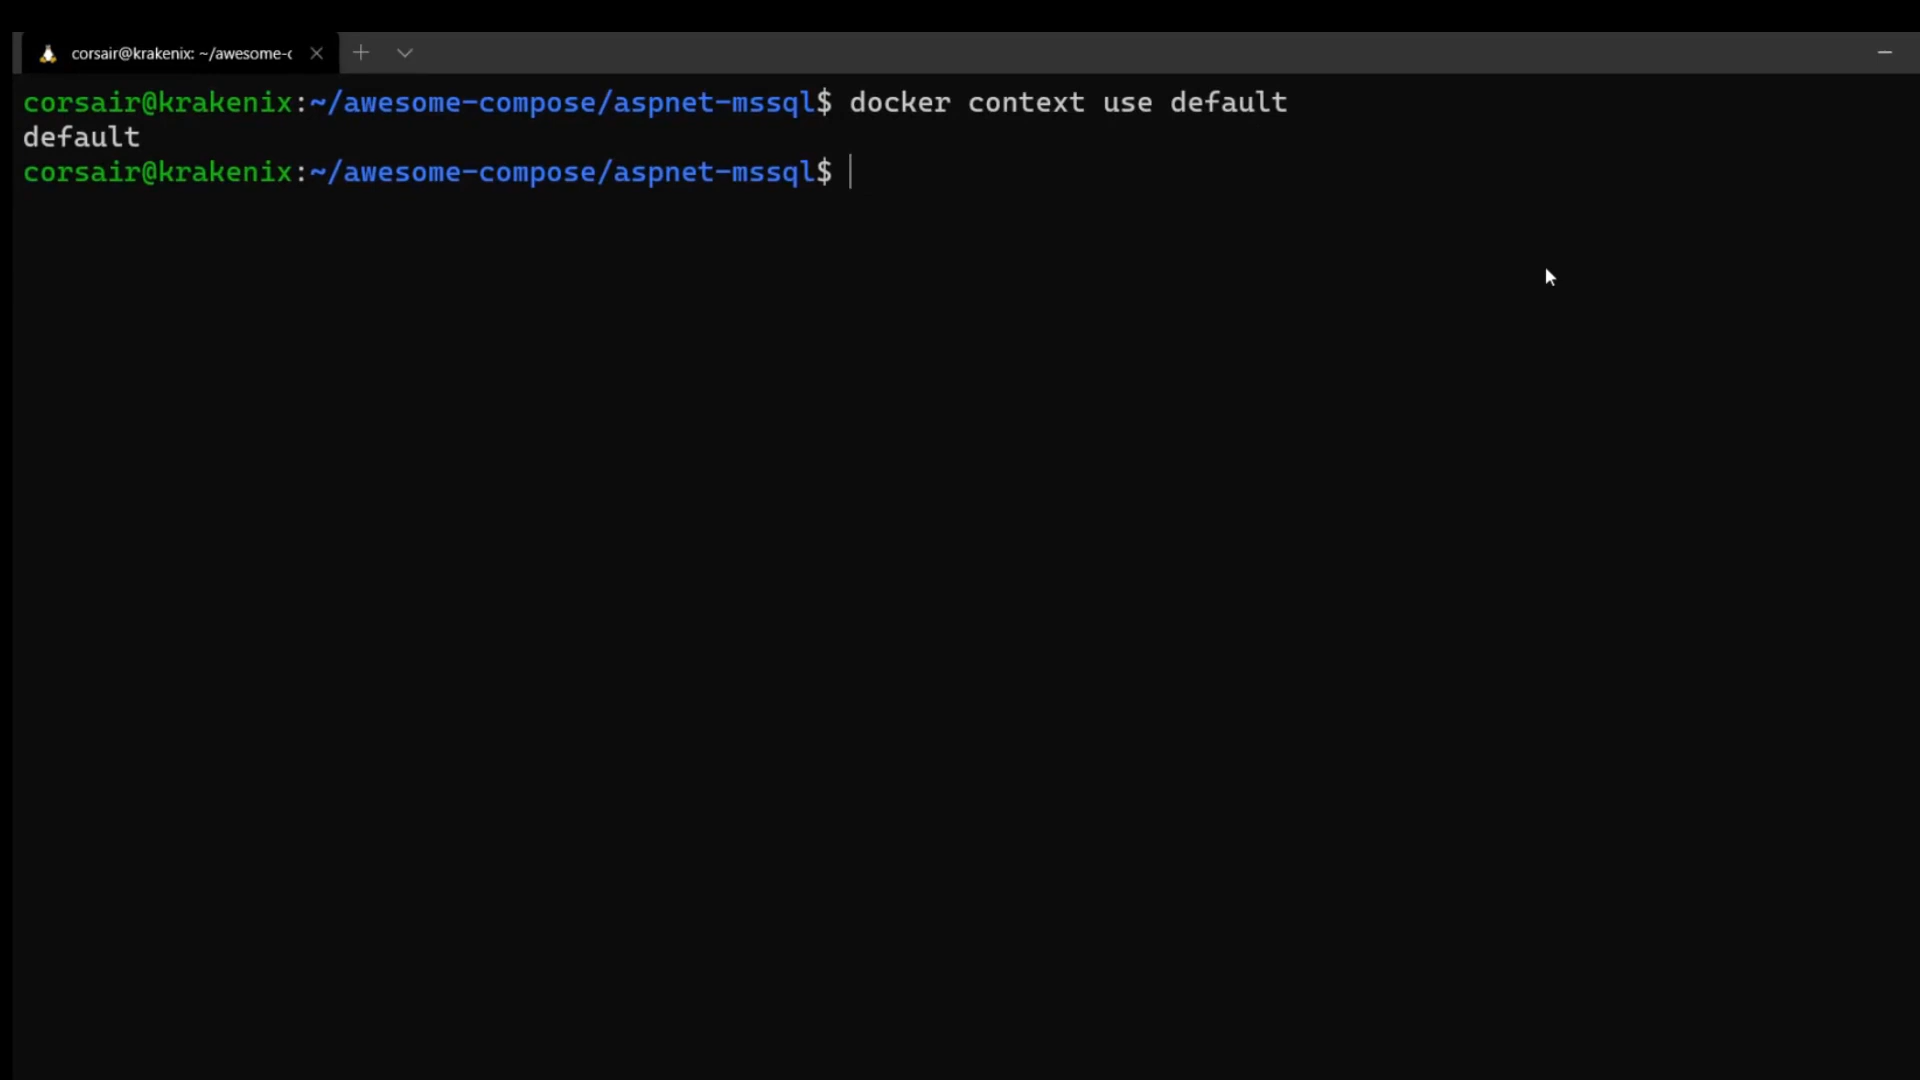 corsair@krakenix: ~/awesome-c
corsair@krakenix:~/awesome-compose/aspnet-mssql$ docker context use default
default
corsair@krakenix:~/awesome-compose/aspnet-mssql$